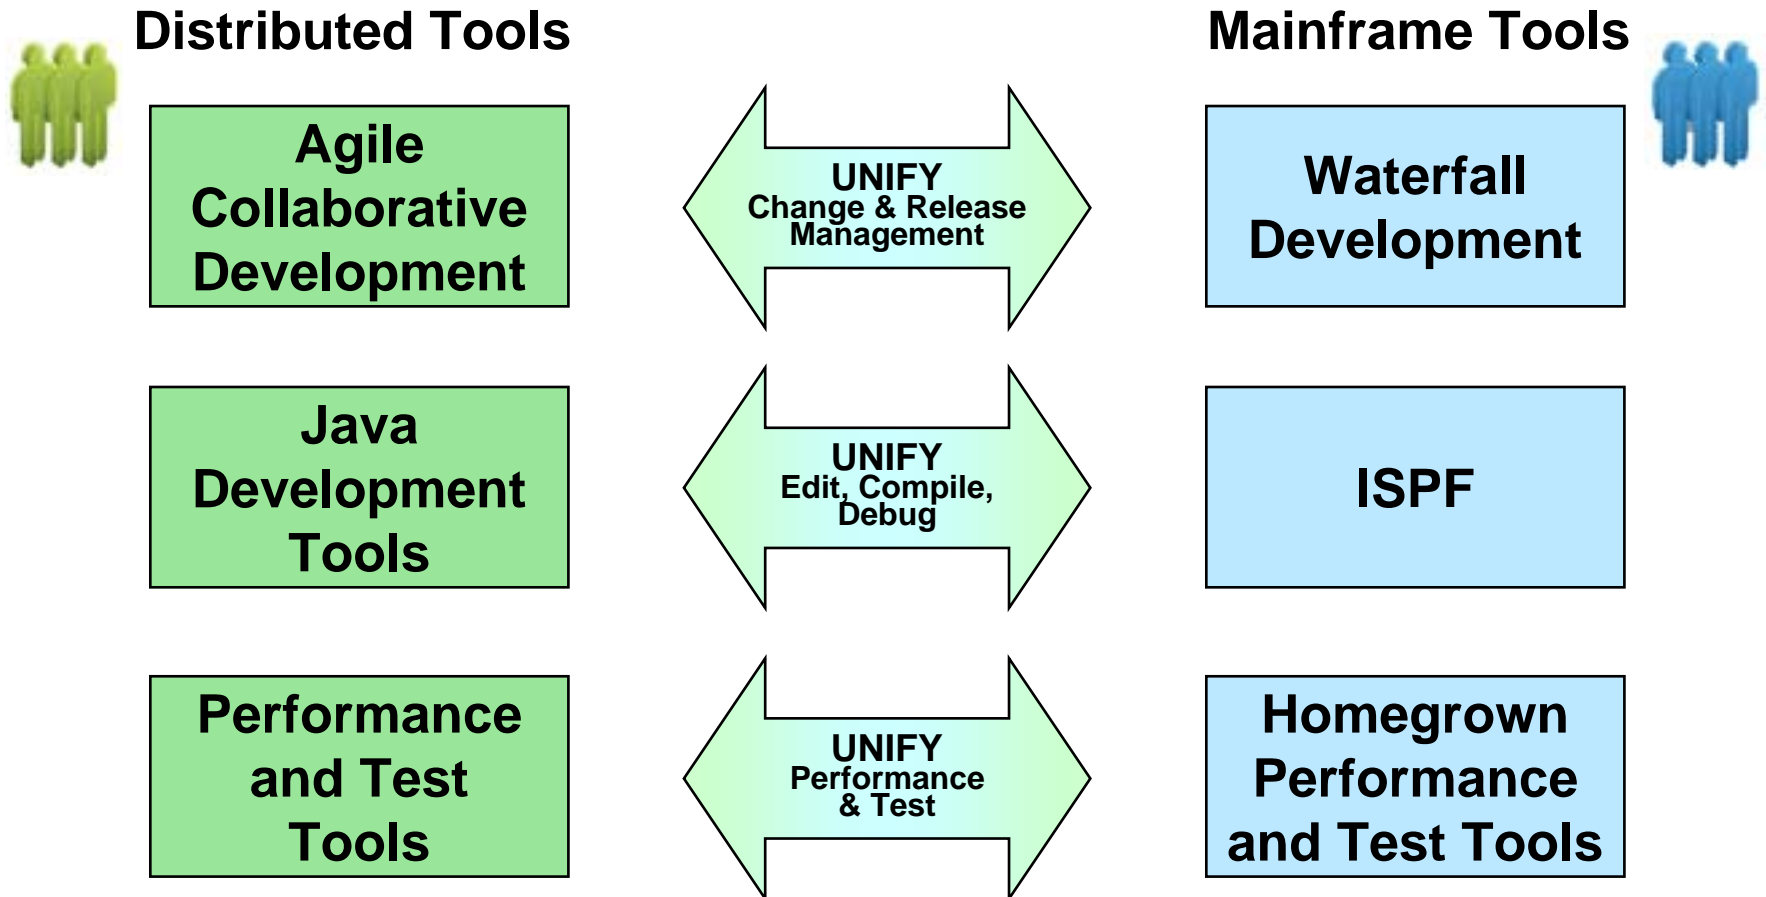 Distributed Tools
Mainframe Tools
Agile
Collaborative
Development
UNIFY
Change & Release
Management
Waterfall
Development
Java
Development
Tools
UNIFY
Edit, Compile,
Debug
ISPF
Performance
and Test
Tools
UNIFY
Performance
& Test
Homegrown
Performance
and Test Tools